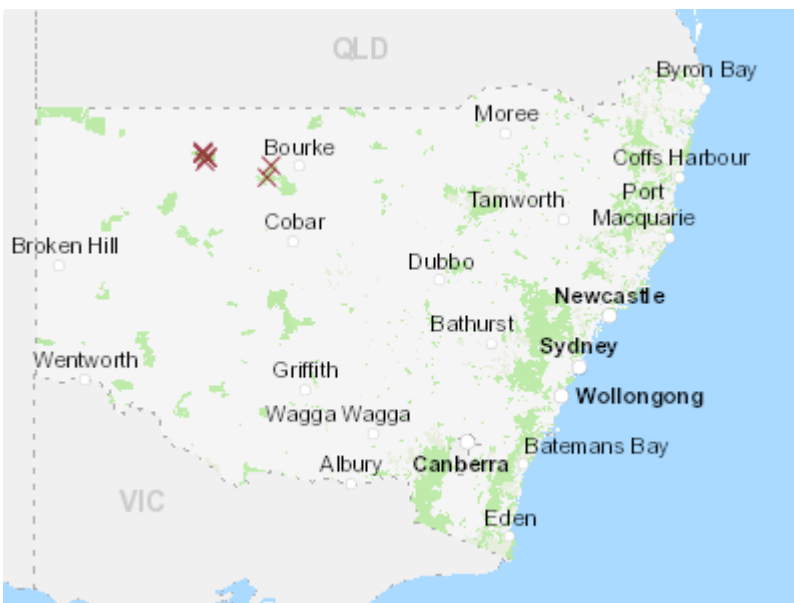 QLD
Byron Bay
Moree
Bourke
Coffs Harbour
Port
Macquarie
Tamworth
Cobar
Broken Hill
Dubbo
Newcastle
Bathurst
Sydney
Wentworth
Griffith
Wollongong
Wagga Wagga
Batemans Bay
Albury
Canberra
VIC
Eden